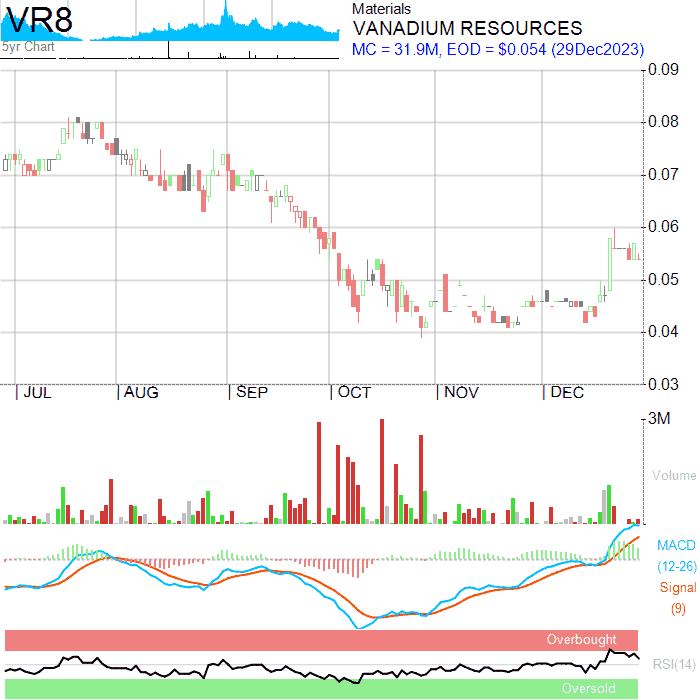 VR8
5yr Chart
Materials
VANADIUM RESOURCES
MC = 31.9M, EOD = $0.054 (29Dec2023)
0.09
0.08
0.07
0.06
0.05
0.04
0.03
JUL AUG SEP OCT NOV DEC
3M
Volume
MACD
(12-26)
Signal
(9)
Overbought
RSI(14)
Oversold